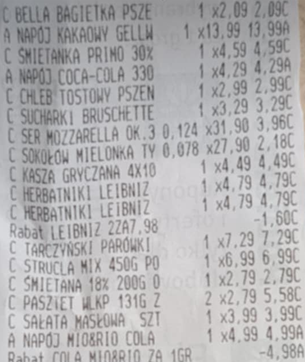 C BELLA BAGIETKA PSZE 1 x2,09 2,09C
A NAPÓJ KAKAOWY GELLW 1 x13,99 13,99A
C ŚMIETANKA PRIMO 30% 1 x4,59 4,59C
A NAPÓJ COCA-COLA 330 1 x4,29 4,29A
C CHLEB TOSTOWY PSZEN 1 x2,99 2,99C
C SUCHARKI BRUSCHETTE 1 x3,29 3,29C
C SER MOZZARELLA OK.3 0,124 x31,90 3,96C
C SOKOŁÓW MIELONKA TY 0,078 x27,90 2,18C
C KASZA GRYCZANA 4X10 1 x4,49 4,49C
C HERBATNIKI LEIBNIZ 1 x4,79 4,79C
C HERBATNIKI LEIBNIZ 1 x4,79 4,79C
Rabat LEIBNIZ 2ZA7,98 -1,60C
C TARCZYŃSKI PARÓWKI 1 x7,29 7,29C
C STRUCLA MIX 450G PO 1 x6,99 6,99C
C ŚMIETANA 18% 200G O 1 x2,79 2,79C
C PASZTET WLKP 131G Z 2 x2,79 5,58C
C SAŁATA MASŁOWA SZT 1 x3,99 3,99C
A NAPÓJ MIO&RIO COLA 1 x4,99 4,99A
Rabat COLA MIO&RIO ZA 1GR -4,98A